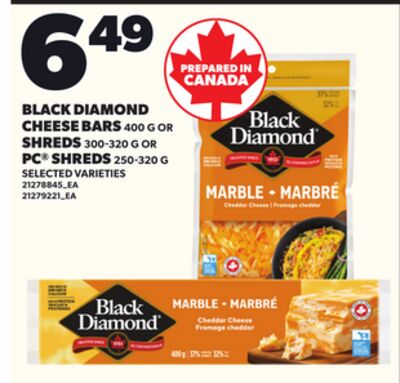 6.49
PREPARED IN
CANADA
BLACK DIAMOND
CHEESE BARS 400 G OR
SHREDS 300-320 G OR
PC® SHREDS 250-320 G
SELECTED VARIETIES
21278845_EA
21279221_EA
Black
Diamond®
MARBLE • MARBRÉ
Cheddar Cheese | Fromage cheddar
Black
Diamond®
MARBLE • MARBRÉ
Cheddar Cheese
Fromage cheddar
400 g 37% 32%